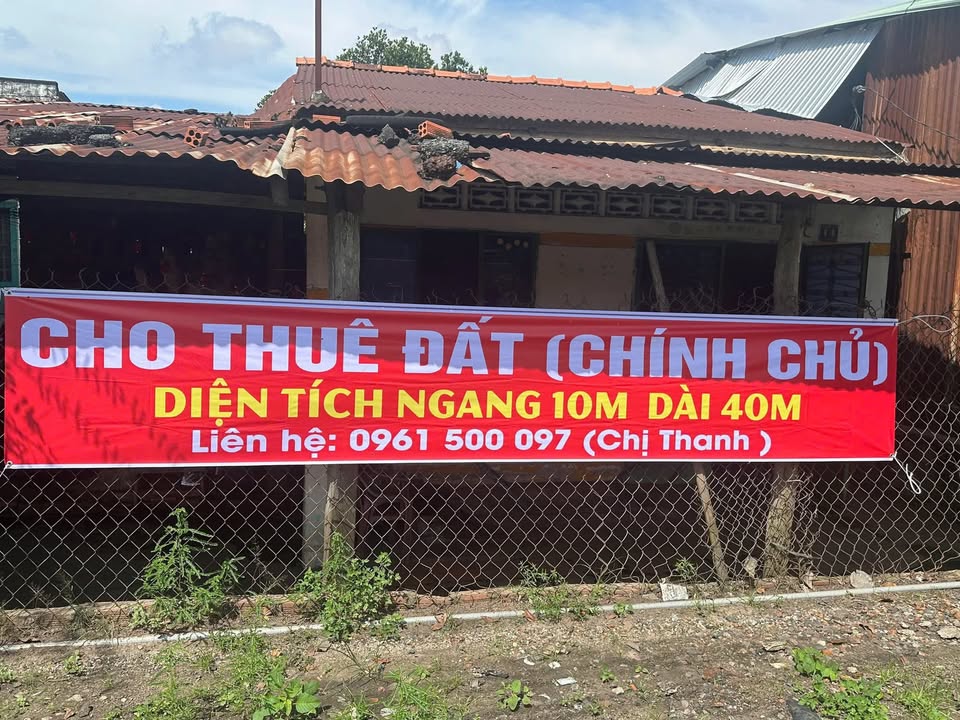 CHO THUÊ ĐẤT (CHÍNH CHỦ)
DIỆN TÍCH NGANG 10M DÀI 40M
Liên hệ: 0961 500 097 (Chị Thanh )